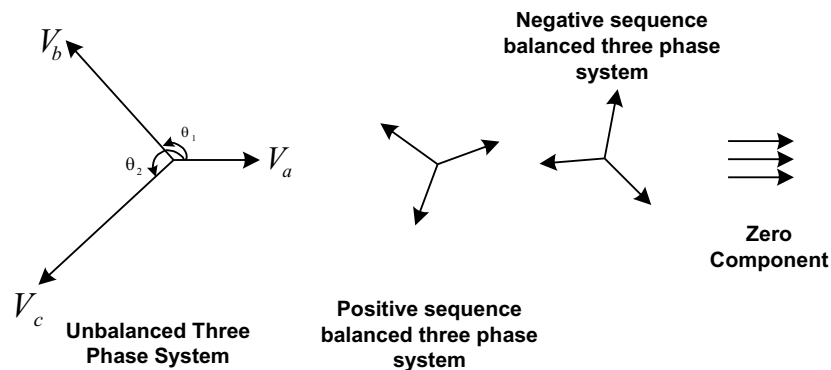 Negative sequence
balanced three phase
system
V_b
θ_1
θ_2
V_a
V_c
Zero
Component
Positive sequence
balanced three phase
system
Unbalanced Three
Phase System